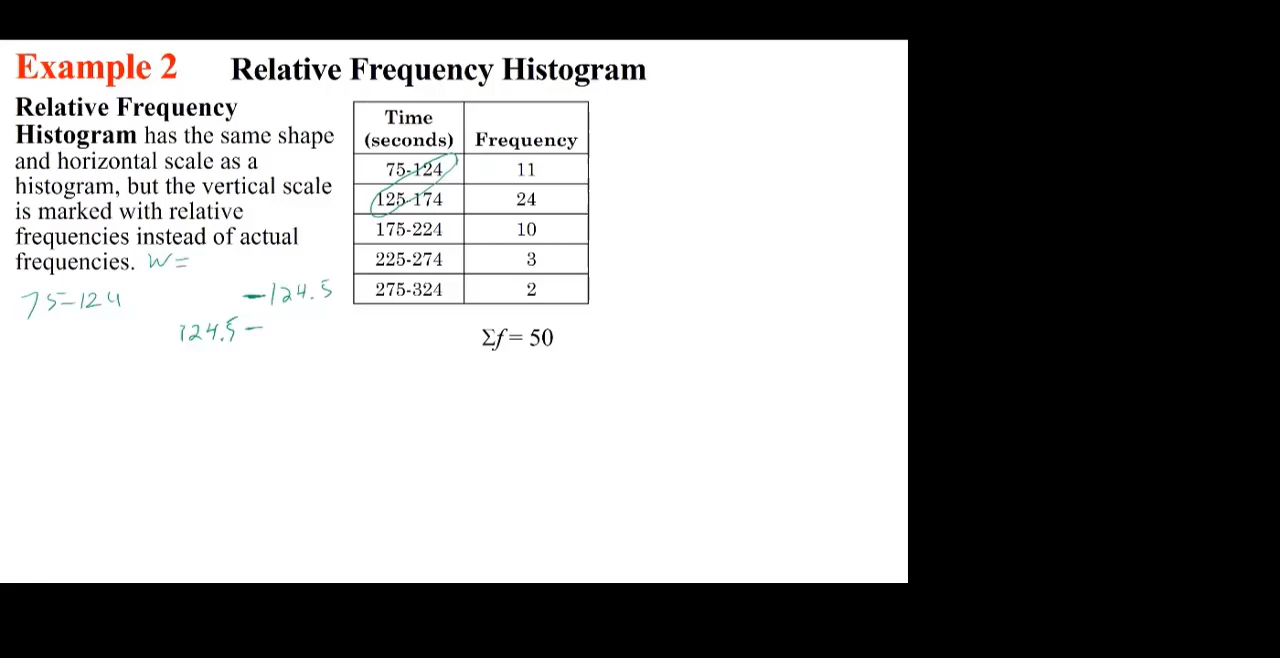 Example 2 Relative Frequency Histogram
Relative Frequency
Histogram has the same shape
and horizontal scale as a
histogram, but the vertical scale
is marked with relative
frequencies instead of actual
frequencies. W=
75-124 -124.5
124.5-
Time
(seconds) Frequency
75-124 11
125-174 24
175-224 10
225-274 3
275-324 2
Σf = 50